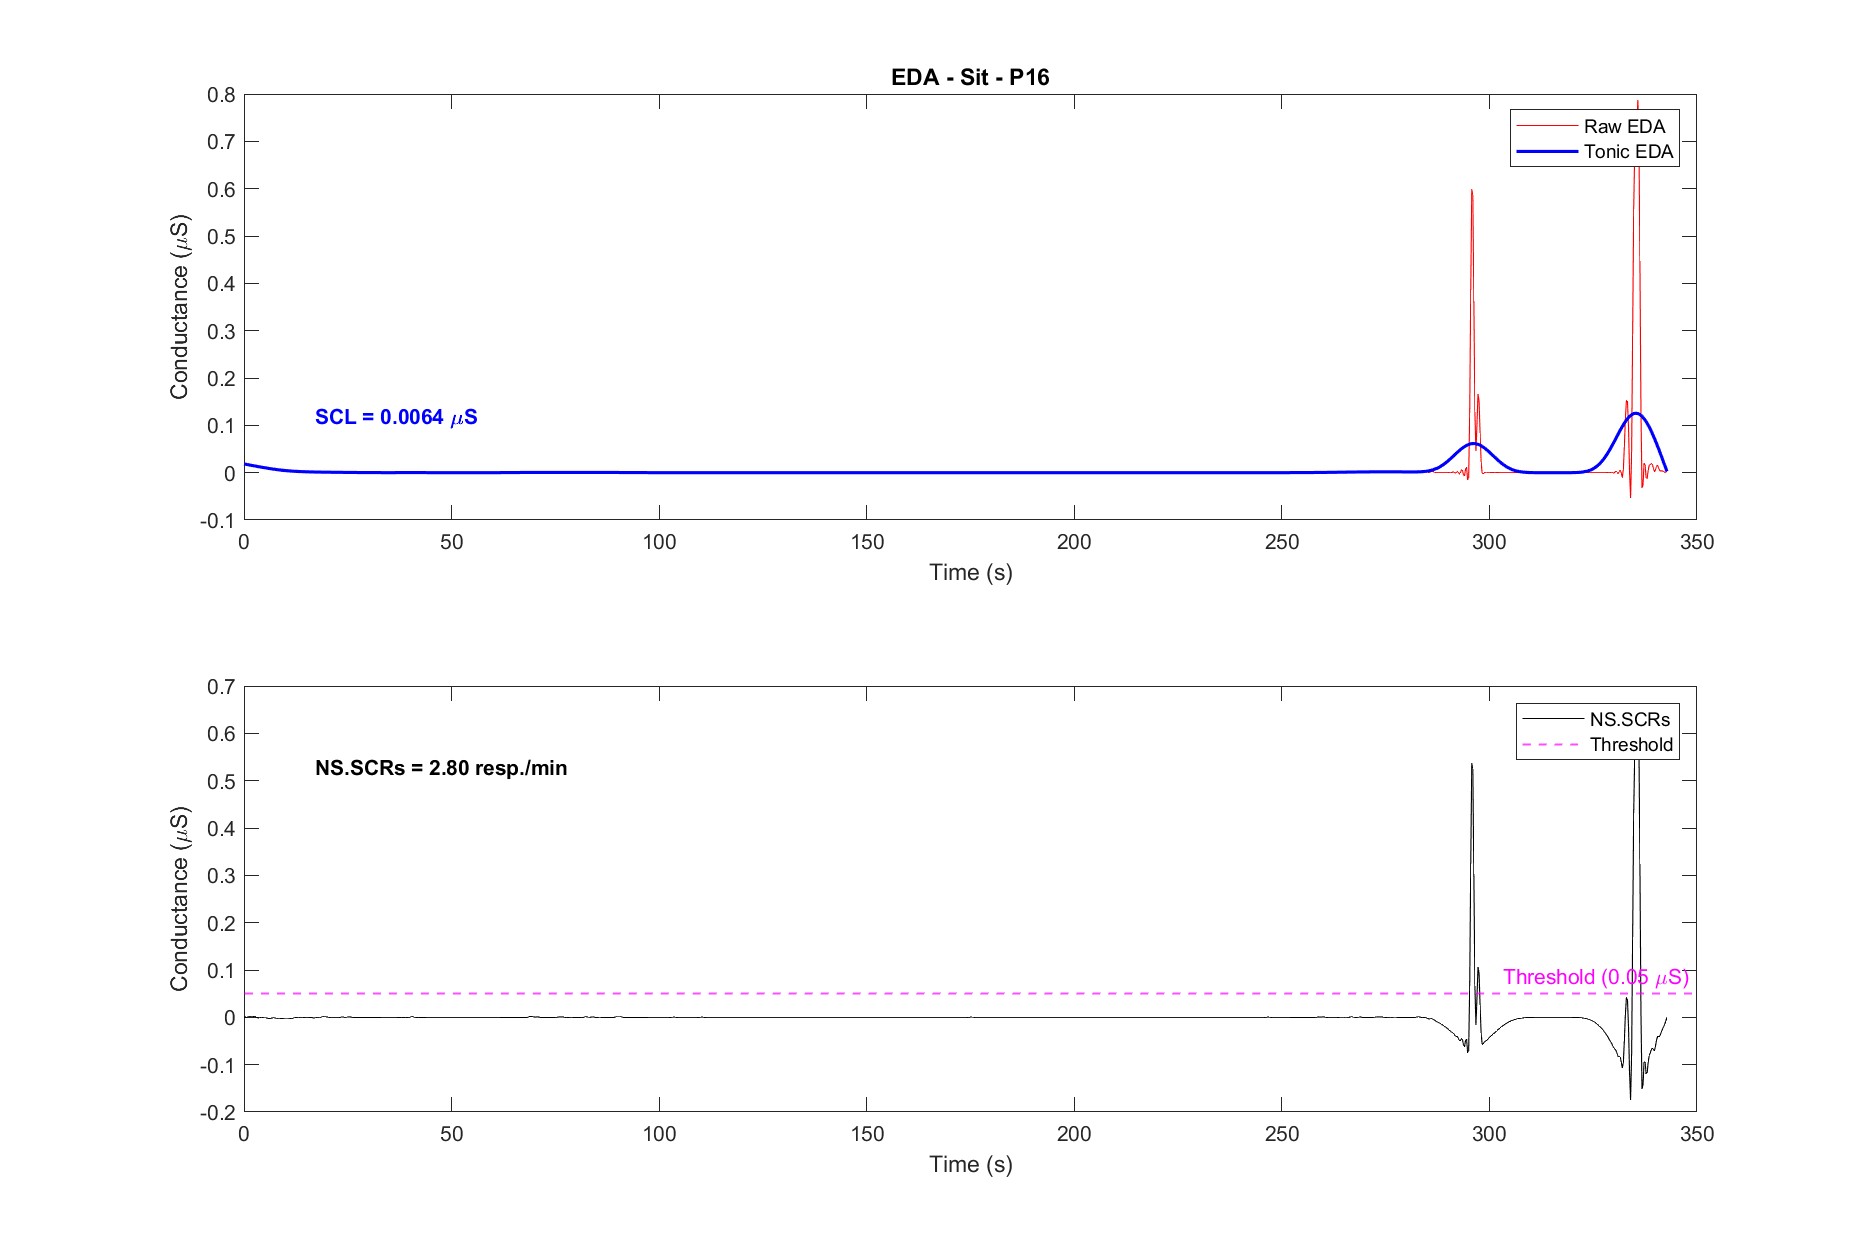 EDA - Sit - P16
0.8
0.7
0.6
0.5
0.4
0.3
0.2
0.1
0
-0.1
Conductance (μS)
Raw EDA
Tonic EDA
SCL = 0.0064 μS
0 50 100 150 200 250 300 350
Time (s)
0.7
0.6
0.5
0.4
0.3
0.2
0.1
0
-0.1
-0.2
Conductance (μS)
NS.SCRs
Threshold
NS.SCRs = 2.80 resp./min
Threshold (0.05 μS)
0 50 100 150 200 250 300 350
Time (s)